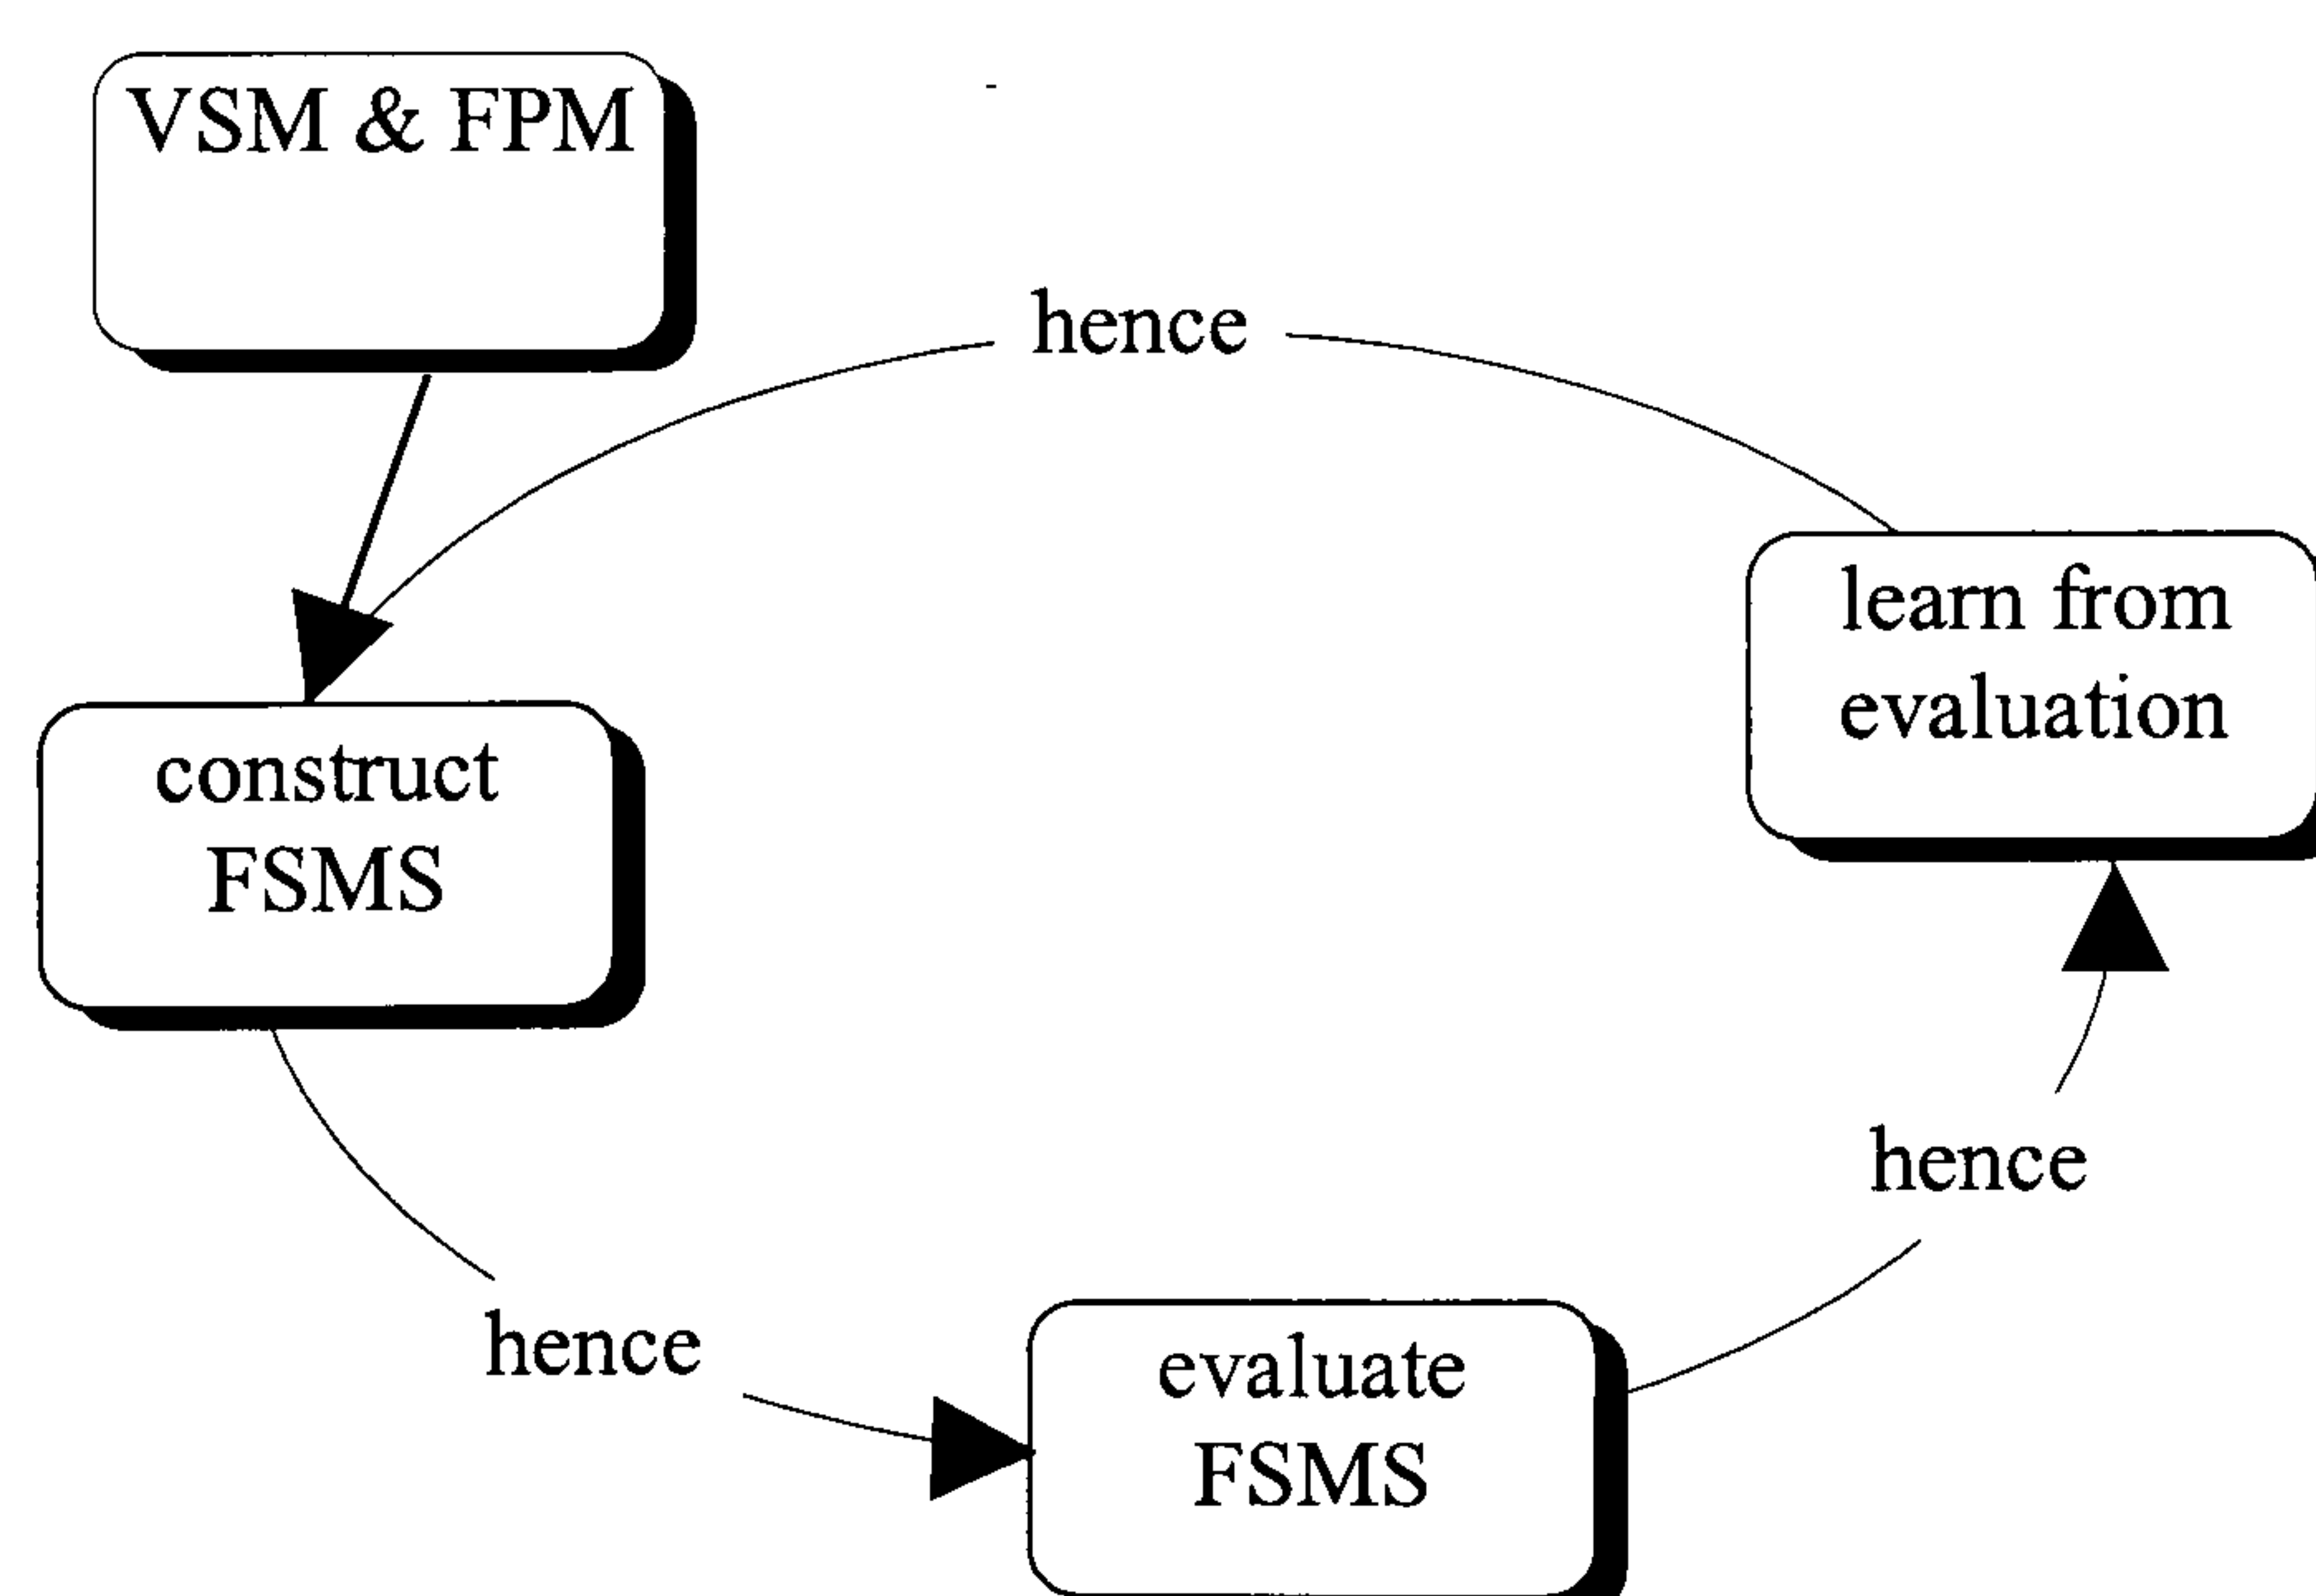 VSM & FPM
hence
learn from
evaluation
construct
FSMS
hence
hence
evaluate
FSMS